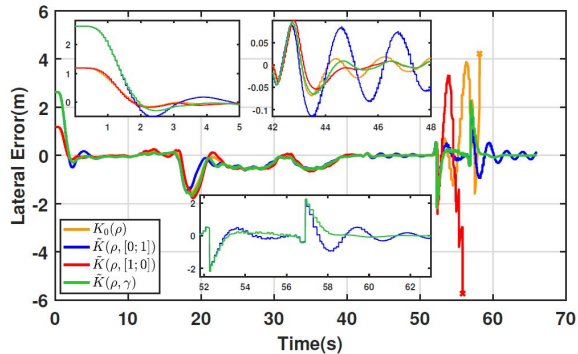 6
4
2
0
-2
-4
-6
Lateral Error(m)
2
1
0
1 2 3 4 5
0.05
0
-0.05
-0.1
42 44 46 48
2
0
-2
52 54 56 57 58 60 62
K₀(ρ)
K̃(ρ, [0; 1])
K̃(ρ, [1; 0])
K̃(ρ, γ)
0 10 20 30 40 50 60 70
Time(s)